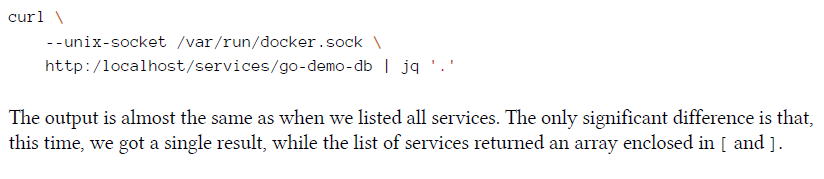 curl \
--unix-socket /var/run/docker.sock \
http:/localhost/services/go-demo-db | jq '.'
The output is almost the same as when we listed all services. The only significant difference is that,
this time, we got a single result, while the list of services returned an array enclosed in [ and ].